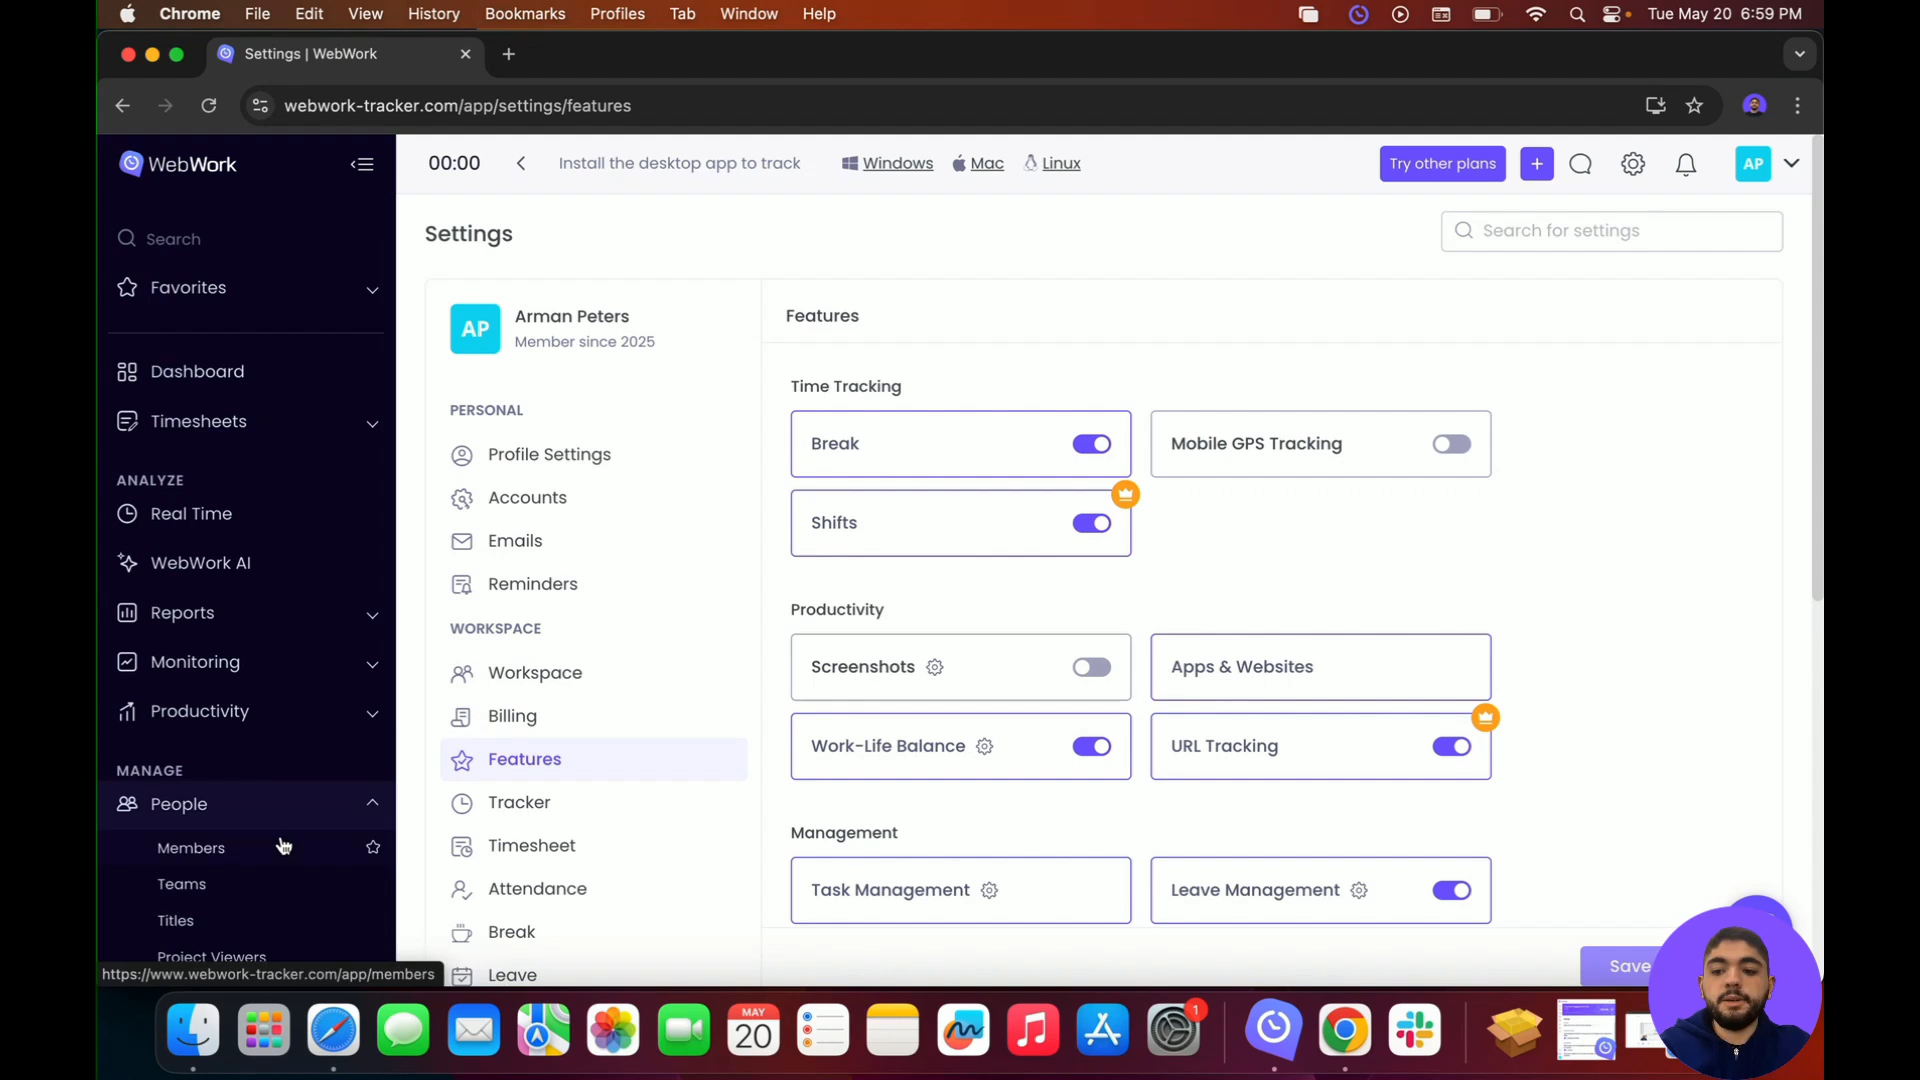 Chrome File Edit View History Bookmarks Profiles Tab Window Help Tue May 20 6:59 PM
Settings | WebWork
webwork-tracker.com/app/settings/features
WebWork
Search
Favorites
Dashboard
Timesheets
ANALYZE
Real Time
WebWork AI
Reports
Monitoring
Productivity
MANAGE
People
Members
Teams
Titles
Project Viewers
https://www.webwork-tracker.com/app/members
00:00 Install the desktop app to track Windows Mac Linux Try other plans AP
Settings
Search for settings
AP
Arman Peters
Member since 2025
PERSONAL
Profile Settings
Accounts
Emails
Reminders
WORKSPACE
Workspace
Billing
Features
Tracker
Timesheet
Attendance
Break
Leave
Features
Time Tracking
Break Mobile GPS Tracking
Shifts
Productivity
Screenshots Apps & Websites
Work-Life Balance URL Tracking
Management
Task Management Leave Management
Save
MAY
20
1